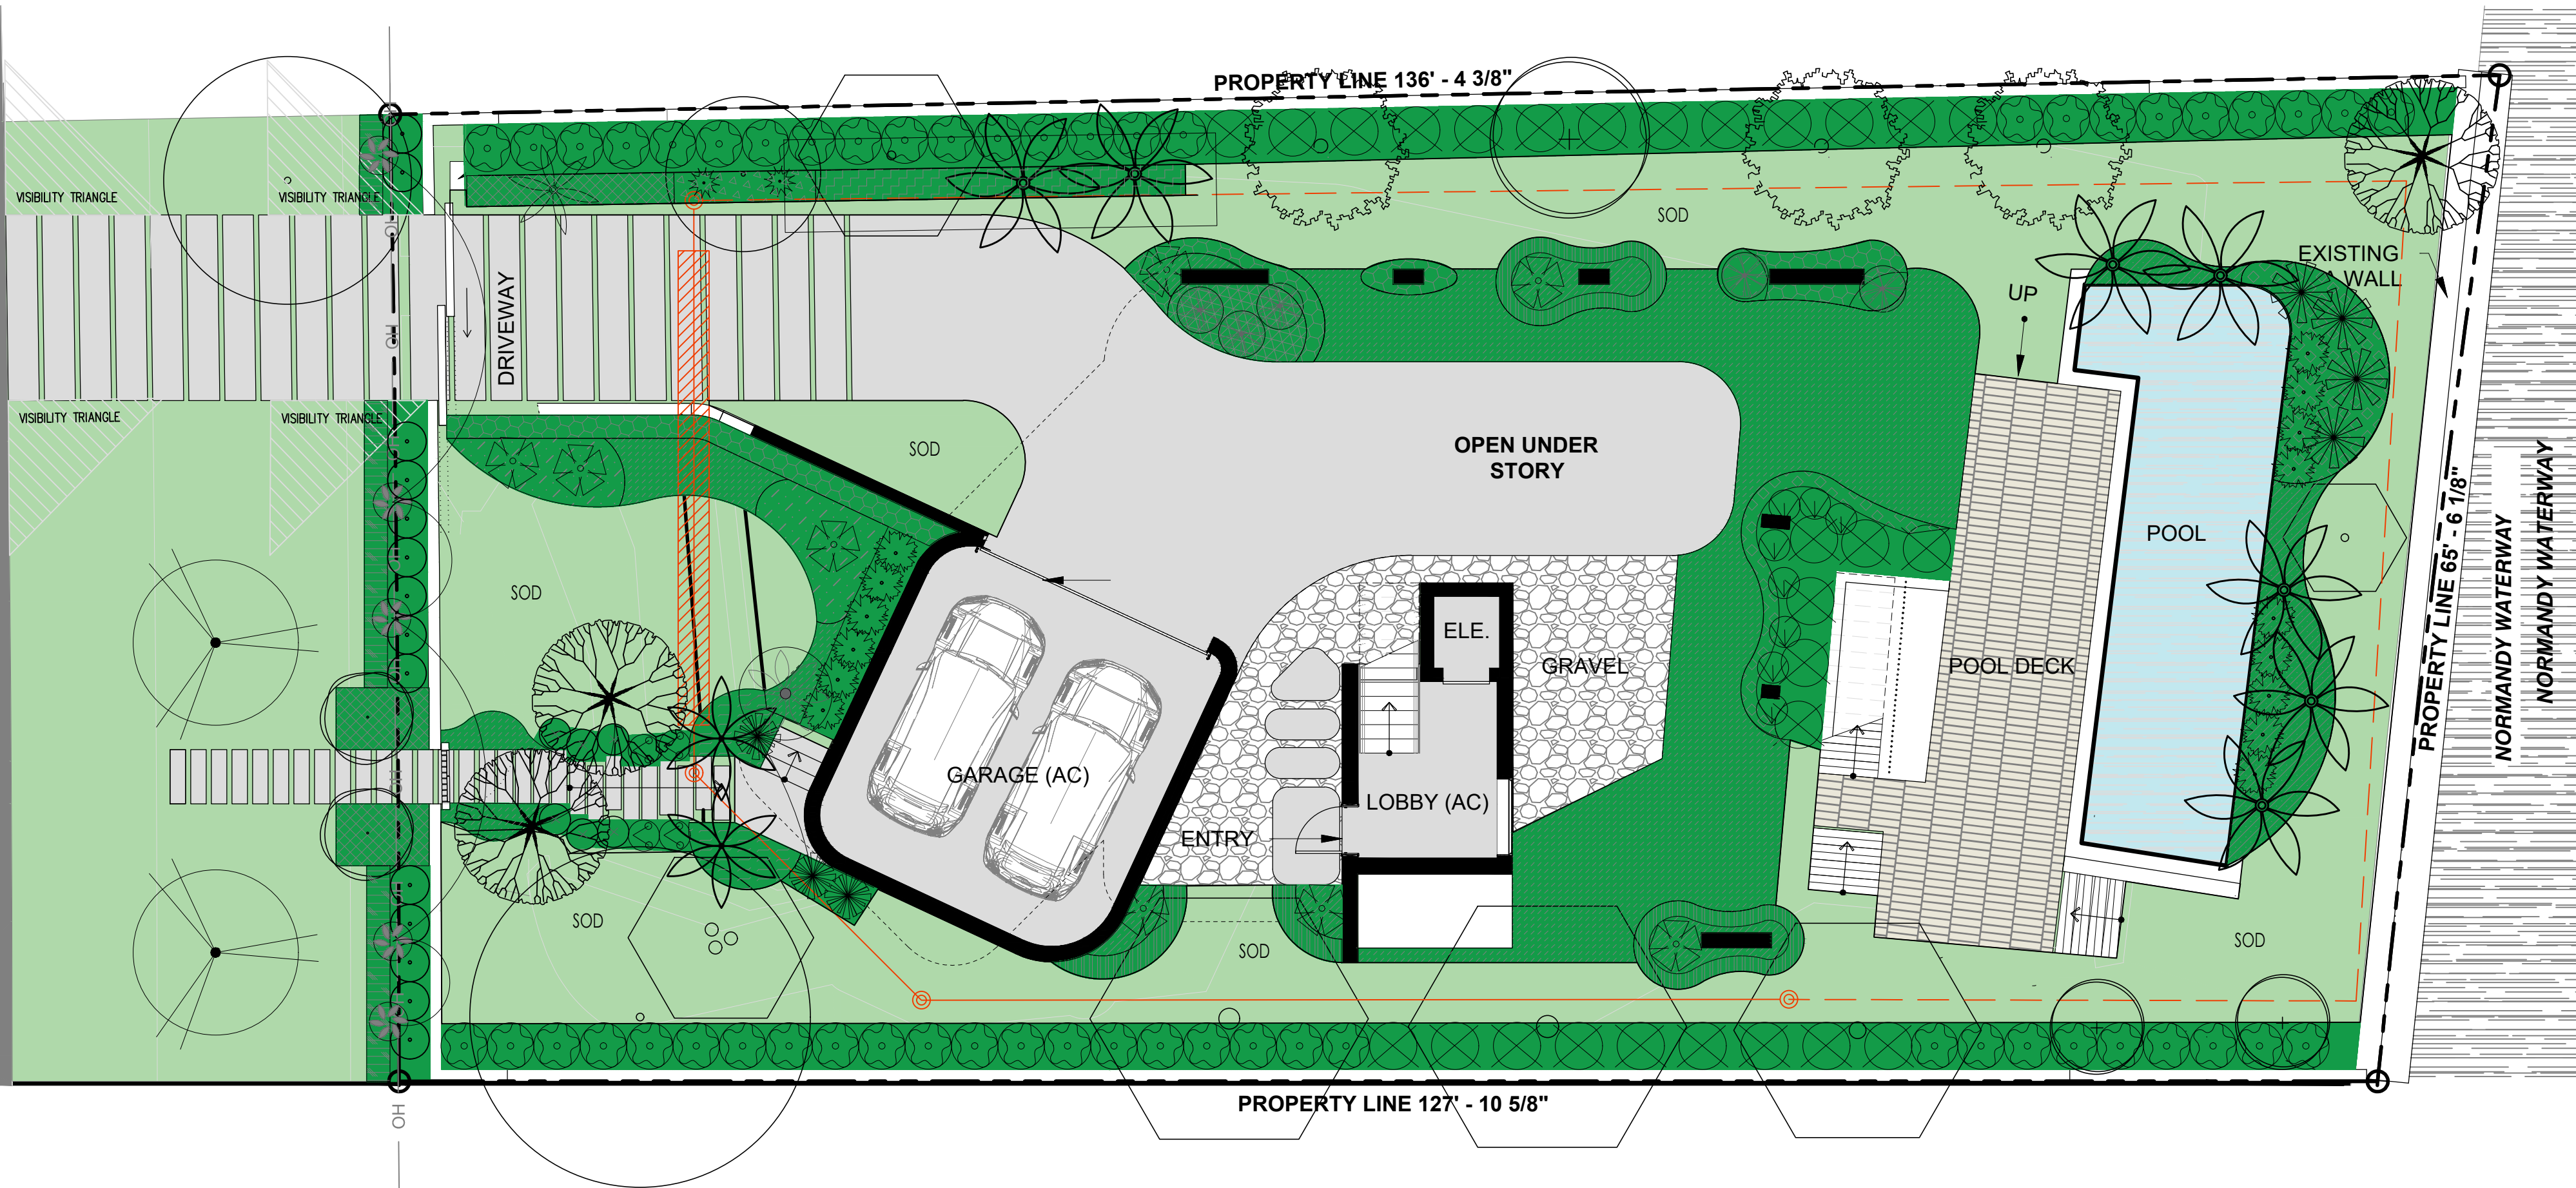 PROPERTY LINE 136' - 4 3/8"
VISIBILITY TRIANGLE
VISIBILITY TRIANGLE
SOD
OH
EXISTING
A WALL
UP
DRIVEWAY
OH
VISIBILITY TRIANGLE
VISIBILITY TRIANGLE
SOD
OPEN UNDER
STORY
POOL
PROPERTY LINE 65' - 6 1/8"
NORMANDY WATERWAY
NORMANDY WATERWAY
SOD
ELE.
GRAVEL
POOL DECK
GARAGE (AC)
LOBBY (AC)
ENTRY
SOD
SOD
SOD
PROPERTY LINE 127' - 10 5/8"
OH